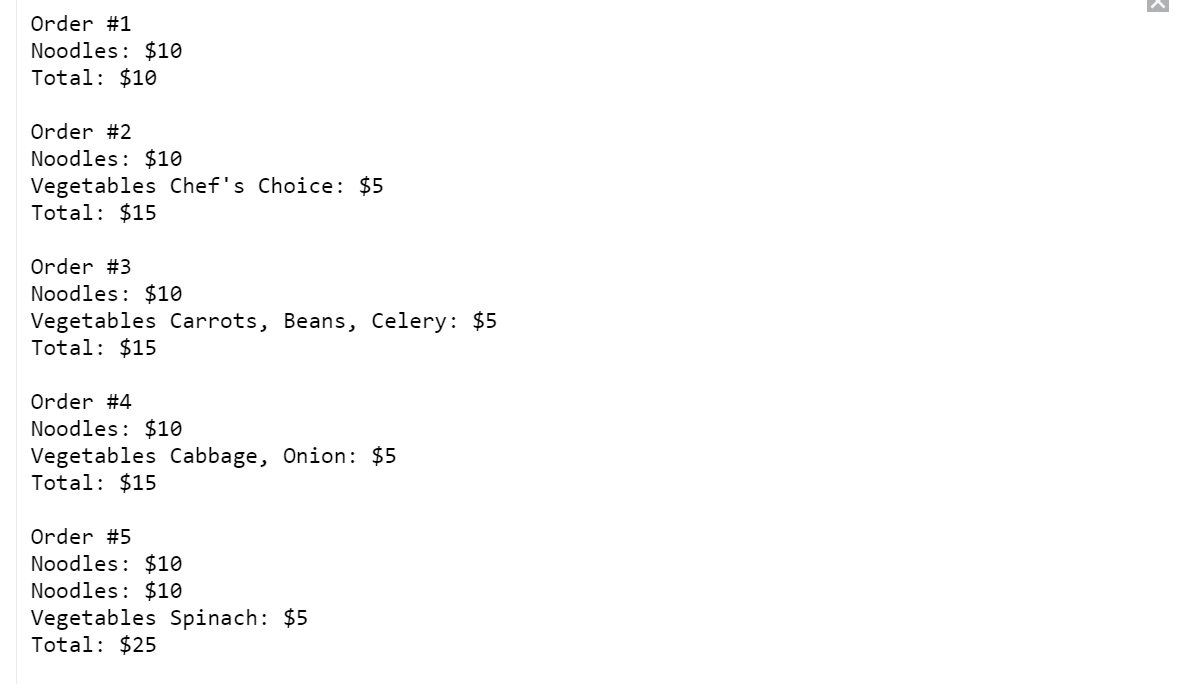 Order #1
Noodles: $10
Total: $10
Order #2
Noodles: $10
Vegetables Chef's Choice: $5
Total: $15
Order #3
Noodles: $10
Vegetables Carrots, Beans, Celery: $5
Total: $15
Order #4
Noodles: $10
Vegetables Cabbage, Onion: $5
Total: $15
Order #5
Noodles: $10
Noodles: $10
Vegetables Spinach: $5
Total: $25